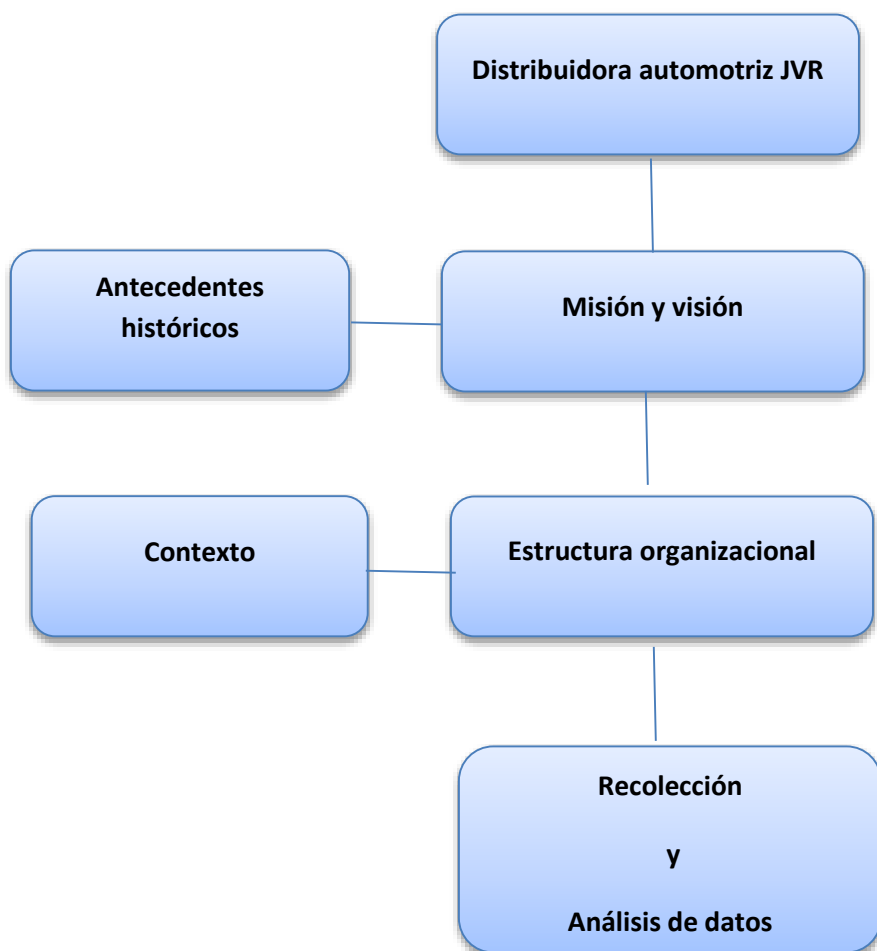 Distribuidora automotriz JVR
Antecedentes
históricos
Misión y visión
Contexto
Estructura organizacional
Recolección
y
Análisis de datos